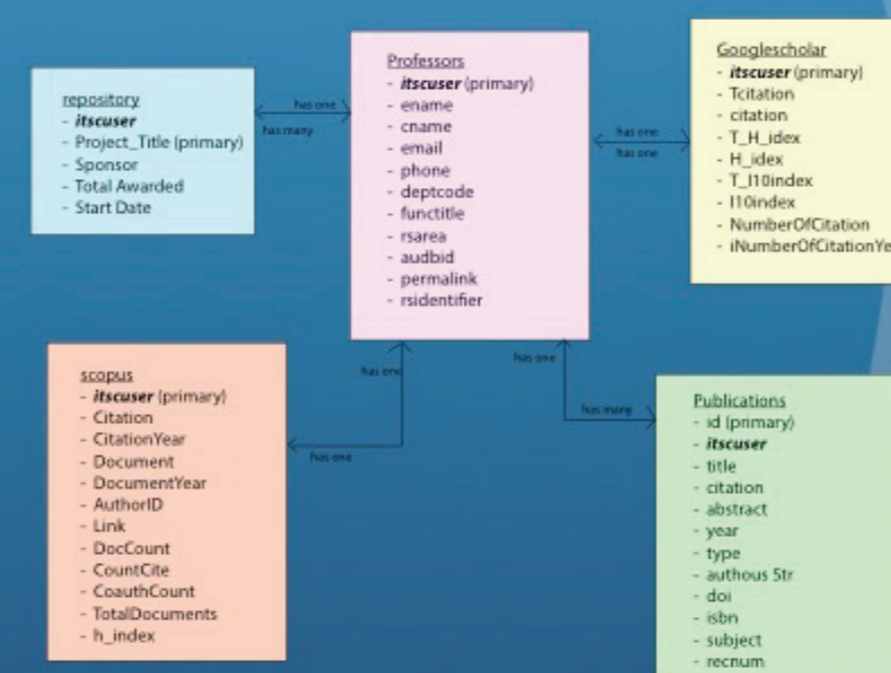 repository
- itscuser
- Project_Title (primary)
- Sponsor
- Total Awarded
- Start Date
has one
has many
Professors
- itscuser (primary)
- ename
- cname
- email
- phone
- deptcode
- functitle
- rsarea
- audbid
- permalink
- rsidentifier
has one
has one
Googlescholar
- itscuser (primary)
- Tcitation
- citation
- T_H_idex
- H_idex
- T_I10index
- I10index
- NumberOfCitation
- iNumberOfCitationYe
scopus
- itscuser (primary)
- Citation
- CitationYear
- Document
- DocumentYear
- AuthorID
- Link
- DocCount
- CountCite
- CoauthCount
- TotalDocuments
- h_index
has one
has one
has one
has many
Publications
- id (primary)
- itscuser
- title
- citation
- abstract
- year
- type
- authous Str
- doi
- isbn
- subject
- recnum